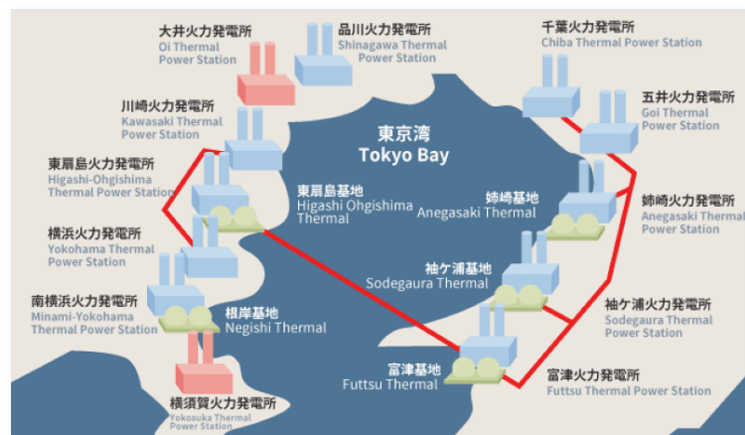 大井火力発電所
Oi Thermal
Power Station
品川火力発電所
Shinagawa Thermal
Power Station
千葉火力発電所
Chiba Thermal Power Station
川崎火力発電所
Kawasaki Thermal
Power Station
五井火力発電所
Goi Thermal
Power Station
東京湾
Tokyo Bay
東扇島火力発電所
Higashi-Ohgishima
Thermal Power Station
東扇島基地
Higashi Ohgishima
Thermal
姉崎基地
Anegasaki Thermal
姉崎火力発電所
Anegasaki Thermal
Power Station
横浜火力発電所
Yokohama Thermal
Power Station
袖ケ浦基地
Sodegaura Thermal
南横浜火力発電所
Minami-Yokohama
Thermal Power Station
根岸基地
Negishi Thermal
袖ケ浦火力発電所
Sodegaura Thermal
Power Station
富津基地
Futtsu Thermal
富津火力発電所
Futtsu Thermal Power Station
横須賀火力発電所
Yokosuka Thermal
Power Station